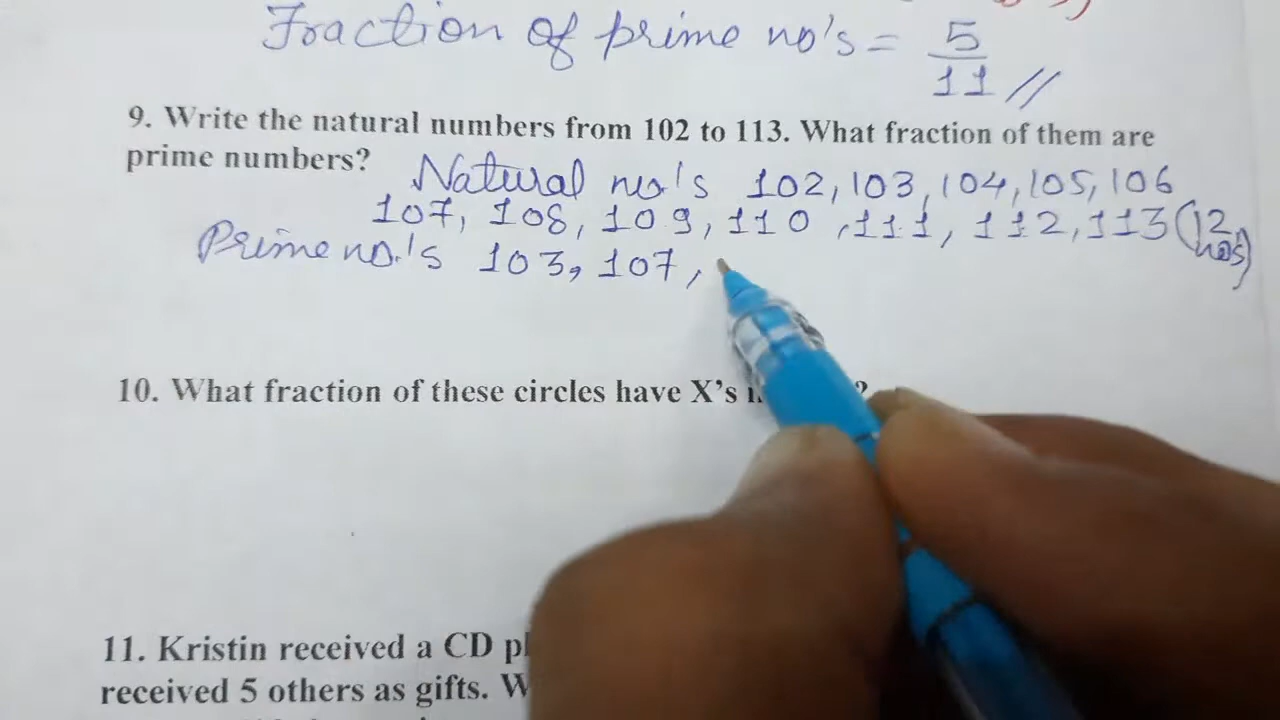 Fraction of prime no's = 5/11 //
9. Write the natural numbers from 102 to 113. What fraction of them are
prime numbers? Natural no's 102, 103, 104, 105, 106
107, 108, 109, 110, 111, 112, 113 (12 nos)
Prime no.'s 103, 107,
10. What fraction of these circles have X's
11. Kristin received a CD
received 5 others as gifts.